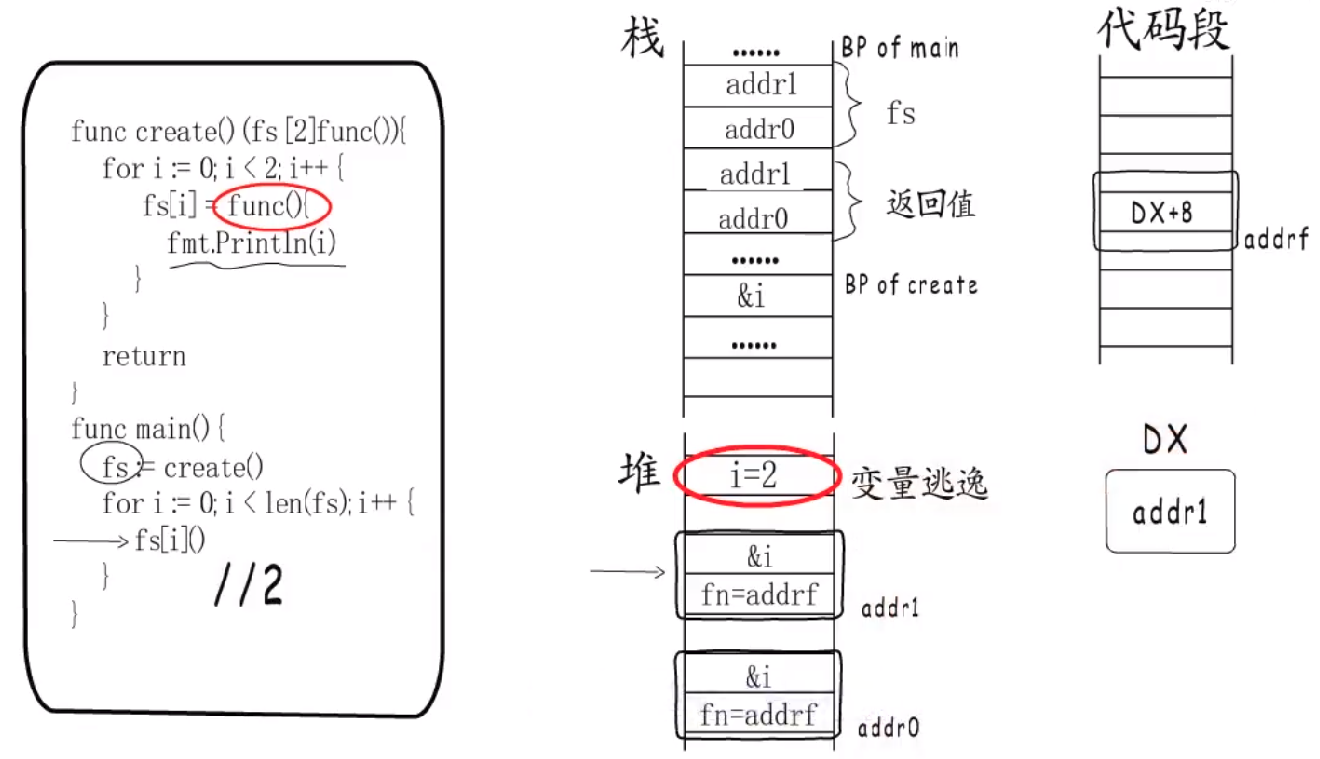 func create() (fs [2]func()){
for i := 0; i < 2; i++ {
fs[i] = func(){
fmt.Println(i)
}
}
return
}
func main() {
fs := create()
for i := 0; i < len(fs); i++ {
fs[i]()
}
//2
}
栈
......
BP of main
addr1
addr0
fs
addr1
addr0
返回值
......
BP of create
&i
......
堆
i=2
变量逃逸
&i
fn=addrf
addr1
&i
fn=addrf
addr0
代码段
DX+8
addrf
DX
addr1